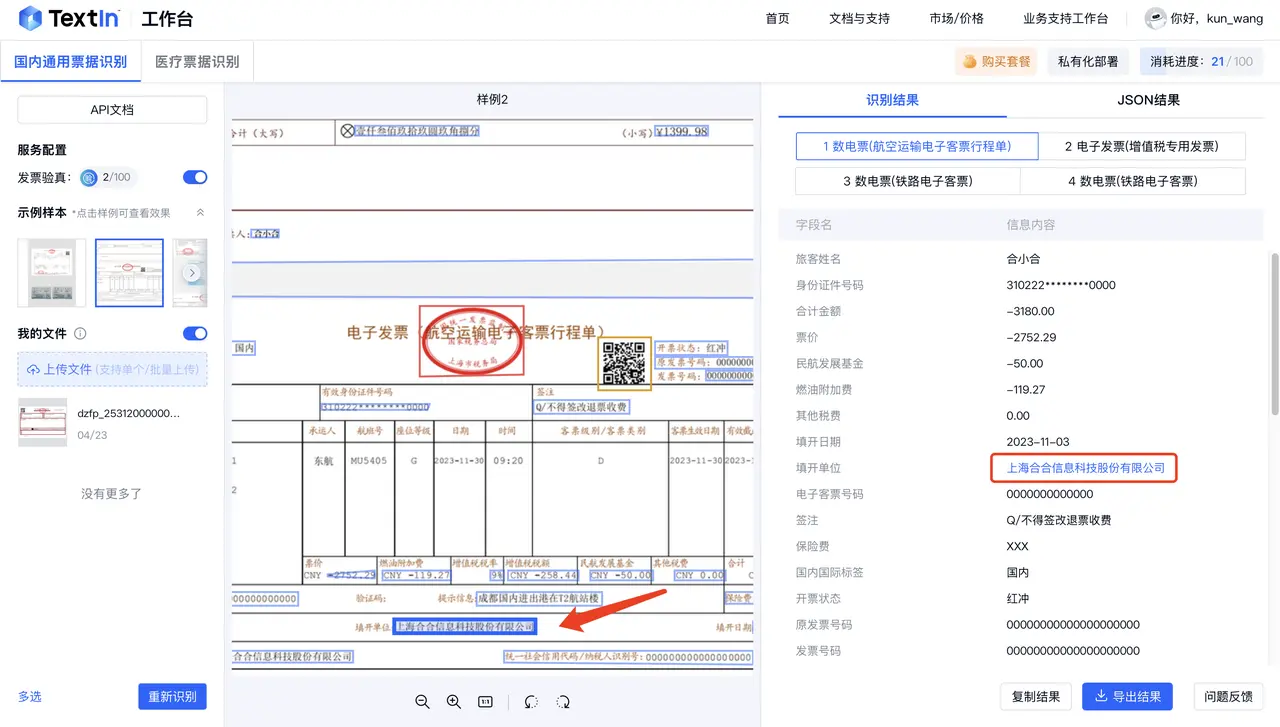 TextIn 工作台 首页 文档与支持 市场/价格 业务支持工作台 你好，kun_wang
国内通用票据识别 医疗票据识别 购买套餐 私有化部署 消耗进度：21/100
API文档
服务配置
发票验真： 2/100
示例样本 *点击样例可查看效果
我的文件
上传文件 (支持单个/批量上传)
dzfp_25312000000...
04/23
没有更多了
多选 重新识别
样例2
合计（大写） 壹仟叁佰玖拾玖圆玖角捌分 （小写）¥1399.98
人：合小合
电子发票（航空运输电子客票行程单）
国家税务总局
上海市税务局
国内
开票状态：红冲
原发票号码：0000000
发票号码：0000000
有效身份证件号码 签注
310222********0000 Q/不得签改退票收费
承运人 航班号 座位等级 日期 时间 客票级别/客票类别 客票生效日期 有效截
1 东航 MU5405 G 2023-11-30 09:20 D 2023-11-30 2023-
2
票价 燃油附加费 增值税税率 增值税税额 民航发展基金 其他税费 合计
CNY -2752.29 CNY -119.27 9% CNY -258.44 CNY -50.00 CNY 0.00 C
0000000000000 验证码： 提示信息：成都国内进出港在T2航站楼 保险费
填开单位：上海合合信息科技股份有限公司 填开日期
合合信息科技股份有限公司 统一社会信用代码/纳税人识别号：000000000000000000
识别结果 JSON结果
1 数电票(航空运输电子客票行程单) 2 电子发票(增值税专用发票)
3 数电票(铁路电子客票) 4 数电票(铁路电子客票)
字段名 信息内容
旅客姓名 合小合
身份证件号码 310222********0000
合计金额 -3180.00
票价 -2752.29
民航发展基金 -50.00
燃油附加费 -119.27
其他税费 0.00
填开日期 2023-11-03
填开单位 上海合合信息科技股份有限公司
电子客票号码 0000000000000
签注 Q/不得签改退票收费
保险费 XXX
国内国际标签 国内
开票状态 红冲
原发票号码 00000000000000000000
发票号码 00000000000000000000
复制结果 导出结果 问题反馈